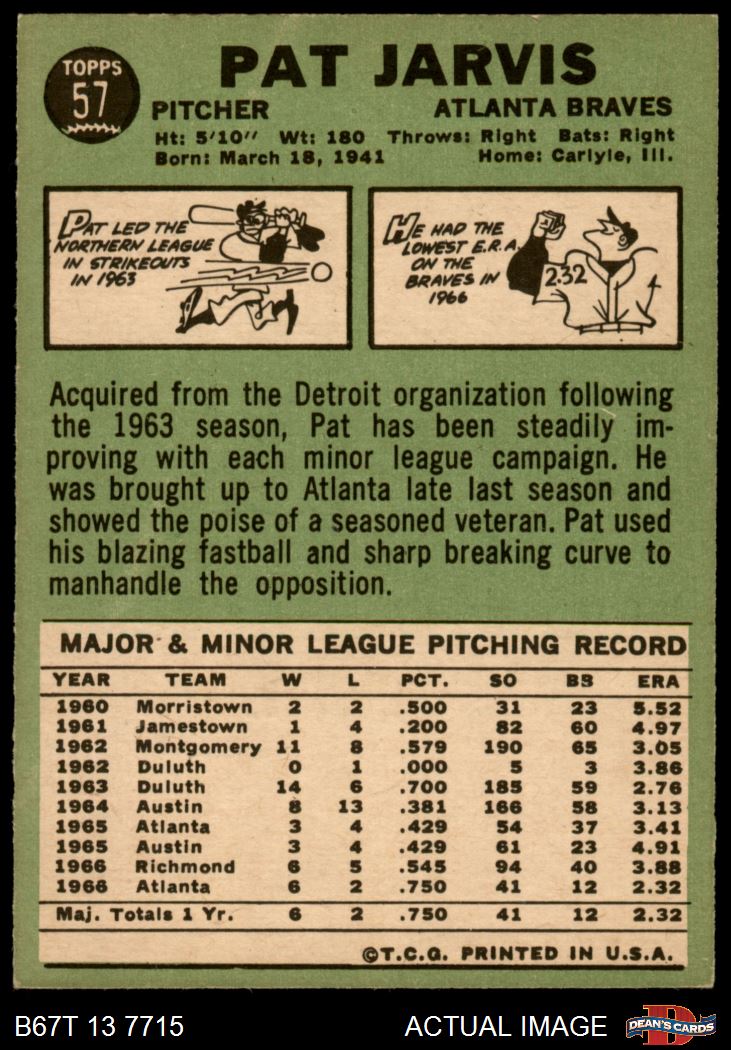 TOPPS
57
PAT JARVIS
PITCHER ATLANTA BRAVES
Ht: 5'10" Wt: 180 Throws: Right Bats: Right
Born: March 18, 1941 Home: Carlyle, Ill.
PAT LED THE
NORTHERN LEAGUE
IN STRIKEOUTS
IN 1963
HE HAD THE
LOWEST E.R.A.
ON THE
BRAVES IN
1966
2.32
Acquired from the Detroit organization following
the 1963 season, Pat has been steadily im-
proving with each minor league campaign. He
was brought up to Atlanta late last season and
showed the poise of a seasoned veteran. Pat used
his blazing fastball and sharp breaking curve to
manhandle the opposition.
MAJOR & MINOR LEAGUE PITCHING RECORD
YEAR TEAM W L PCT. SO BB ERA
1960 Morristown 2 2 .500 31 23 5.52
1961 Jamestown 1 4 .200 82 60 4.97
1962 Montgomery 11 8 .579 190 65 3.05
1962 Duluth 0 1 .000 5 3 3.86
1963 Duluth 14 6 .700 185 59 2.76
1964 Austin 8 13 .381 166 58 3.13
1965 Atlanta 3 4 .429 54 37 3.41
1965 Austin 3 4 .429 61 23 4.91
1966 Richmond 6 5 .545 94 40 3.88
1966 Atlanta 6 2 .750 41 12 2.32
Maj. Totals 1 Yr. 6 2 .750 41 12 2.32
©T.C.G. PRINTED IN U.S.A.
B67T 13 7715 ACTUAL IMAGE
D
DEAN'S CARDS